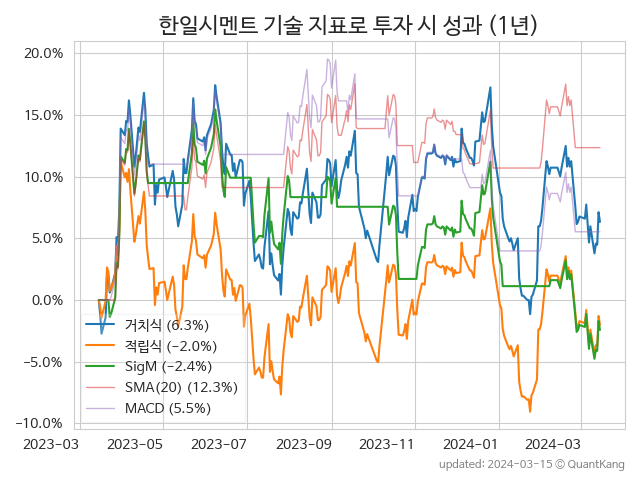 한일시멘트 기술 지표로 투자 시 성과 (1년)
20.0%
15.0%
10.0%
5.0%
0.0%
−5.0%
−10.0%
거치식 (6.3%)
적립식 (−2.0%)
SigM (−2.4%)
SMA(20) (12.3%)
MACD (5.5%)
2023-03 2023-05 2023-07 2023-09 2023-11 2024-01 2024-03
updated: 2024-03-15 © QuantKang